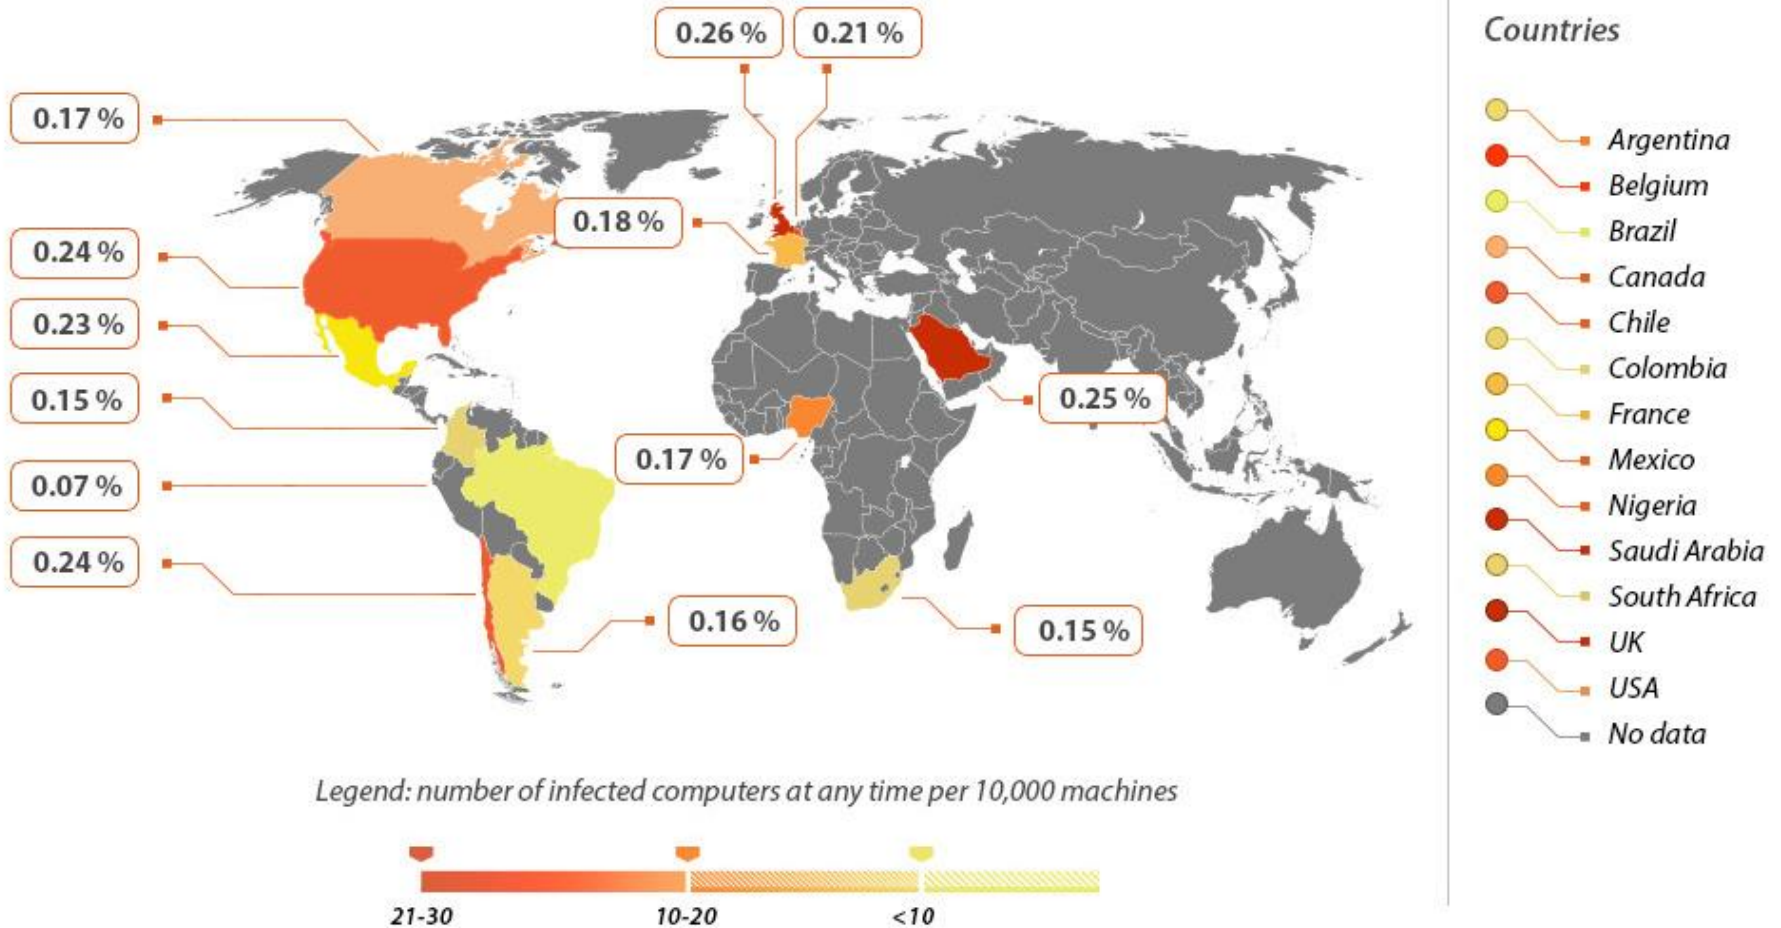 0.26 %
0.21 %
0.17 %
0.18 %
0.24 %
0.23 %
0.15 %
0.25 %
0.17 %
0.07 %
0.24 %
0.16 %
0.15 %
Legend: number of infected computers at any time per 10,000 machines
21-30
10-20
<10
Countries
Argentina
Belgium
Brazil
Canada
Chile
Colombia
France
Mexico
Nigeria
Saudi Arabia
South Africa
UK
USA
No data